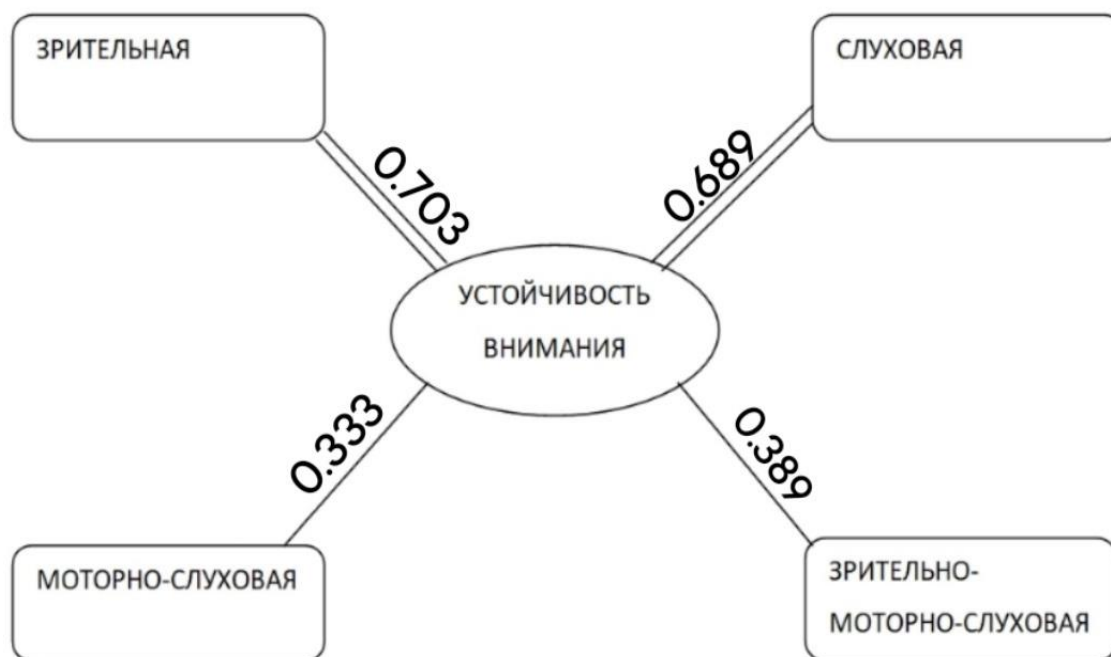 ЗРИТЕЛЬНАЯ
СЛУХОВАЯ
0.703
0.689
УСТОЙЧИВОСТЬ
ВНИМАНИЯ
0.333
0.389
МОТОРНО-СЛУХОВАЯ
ЗРИТЕЛЬНО-
МОТОРНО-СЛУХОВАЯ